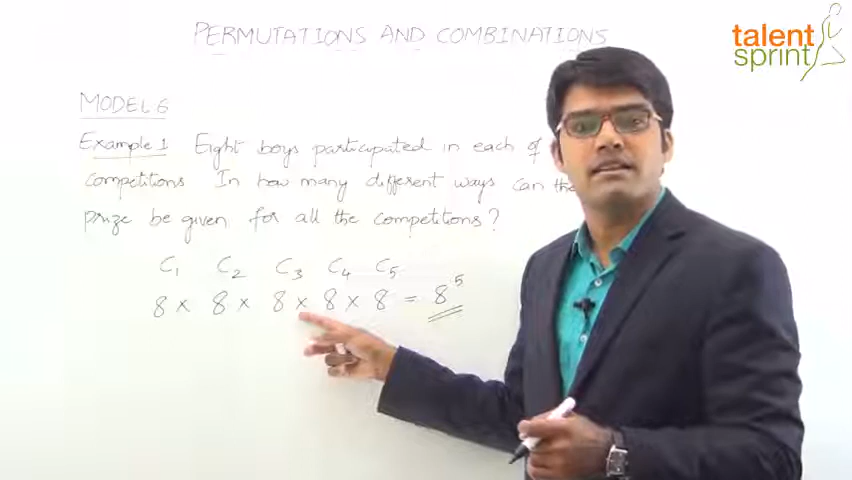 PERMUTATIONS AND COMBINATIONS
talent
sprint
MODEL 6
Example 1 Eight boys participated in each of
competitions In how many different ways can the
prize be given for all the competitions?
C1 C2 C3 C4 C5
8 × 8 × 8 × 8 × 8 = 8^5